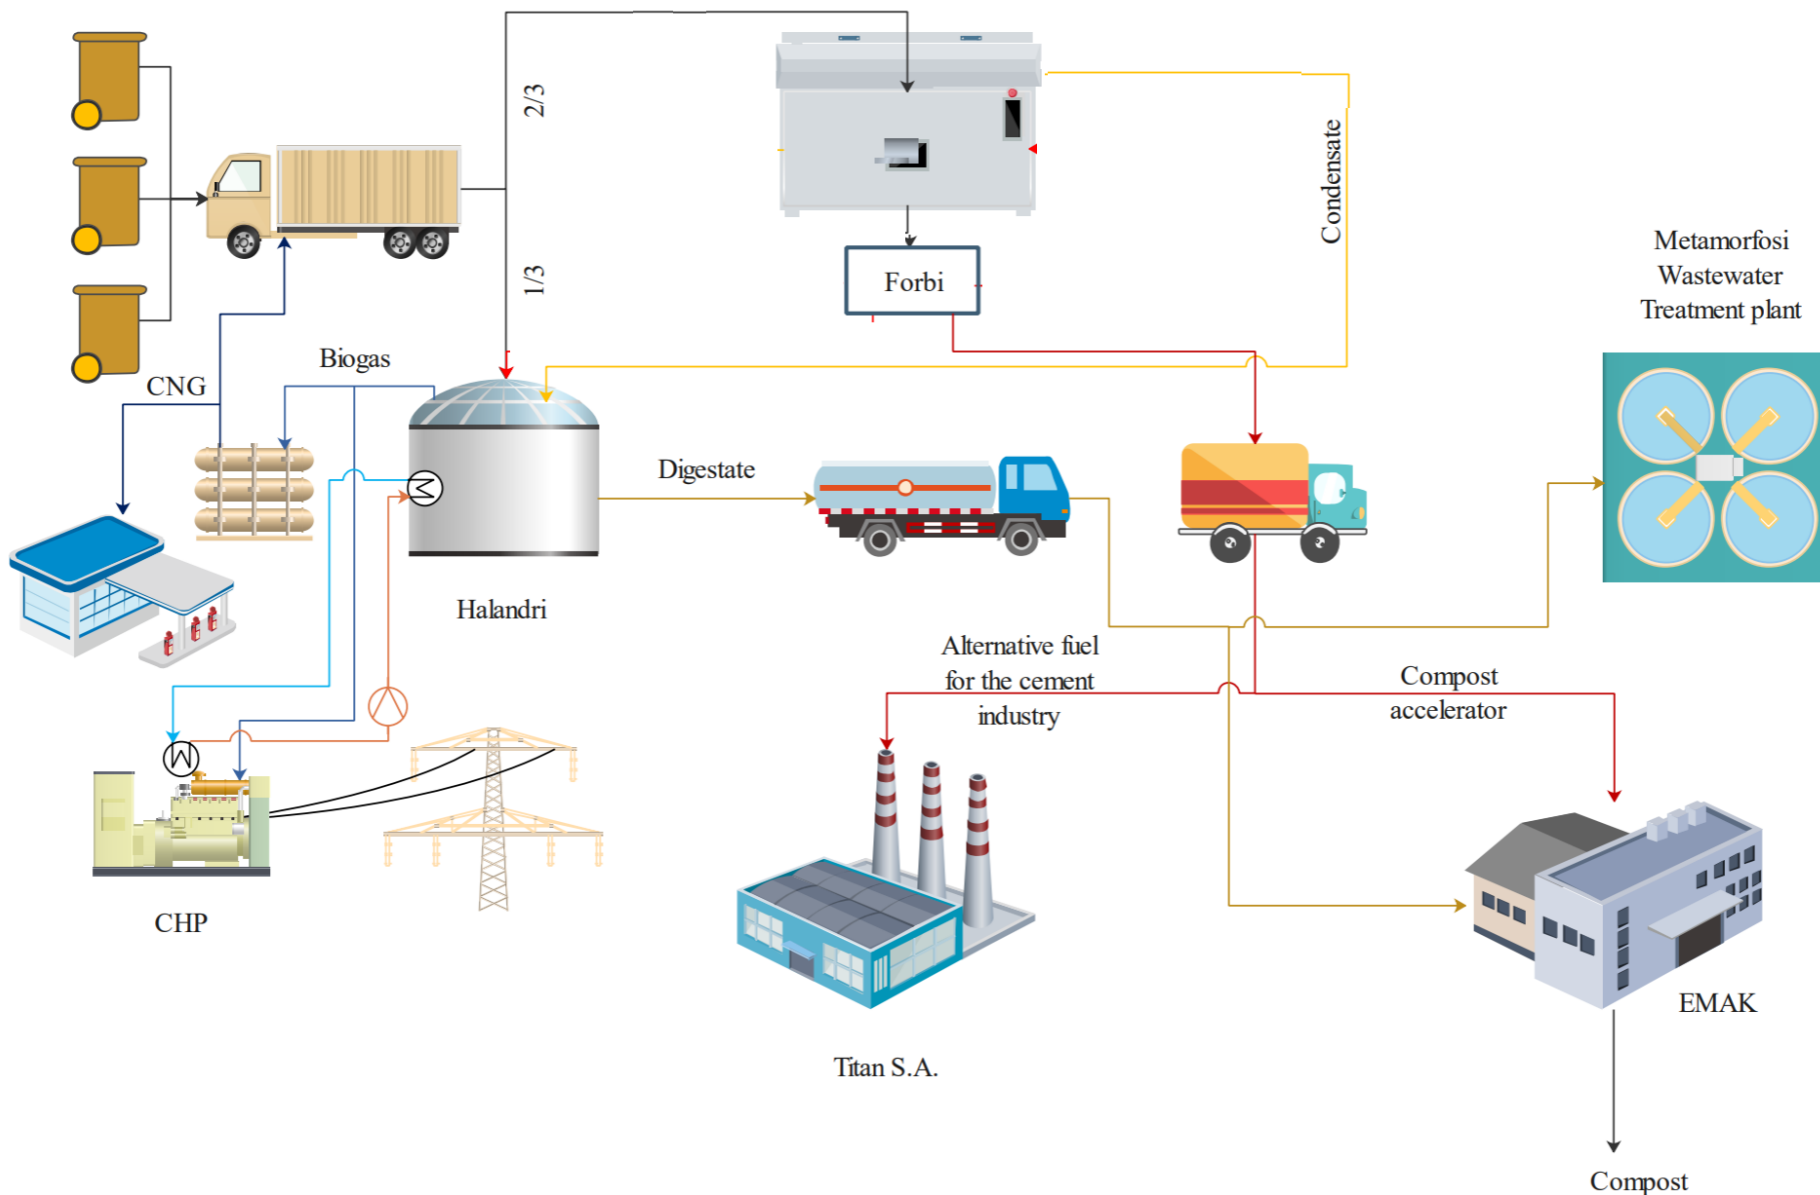 2/3
1/3
Condensate
Forbi
Metamorfosi
Wastewater
Treatment plant
Biogas
CNG
Digestate
Halandri
Alternative fuel
for the cement
industry
Compost
accelerator
CHP
EMAK
Titan S.A.
Compost